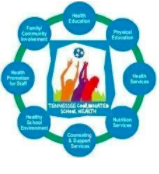 Health
Education
Physical
Education
Health
Services
Nutrition
Services
Counseling
& Support
Services
Healthy
School
Environment
Health
Promotion
for Staff
Family/
Community
Involvement
TENNESSEE COORDINATED
SCHOOL HEALTH